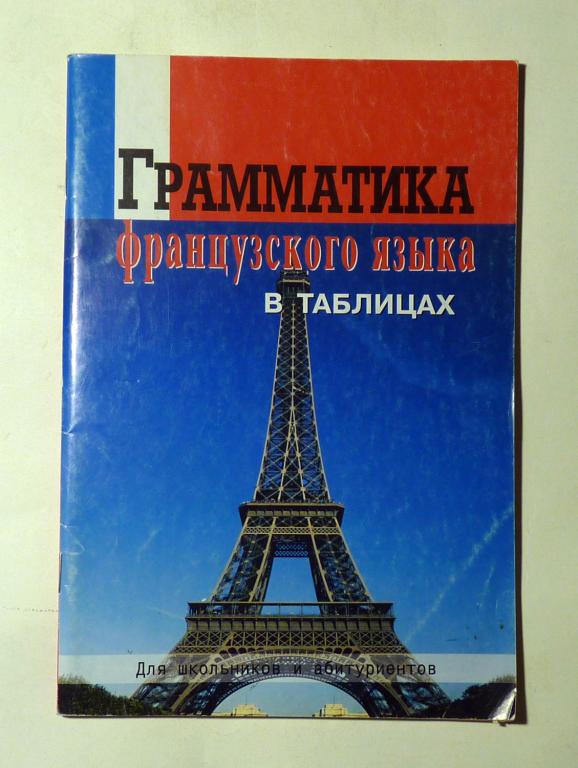 ГРАММАТИКА
французского языка
В ТАБЛИЦАХ
Для школьников и абитуриентов